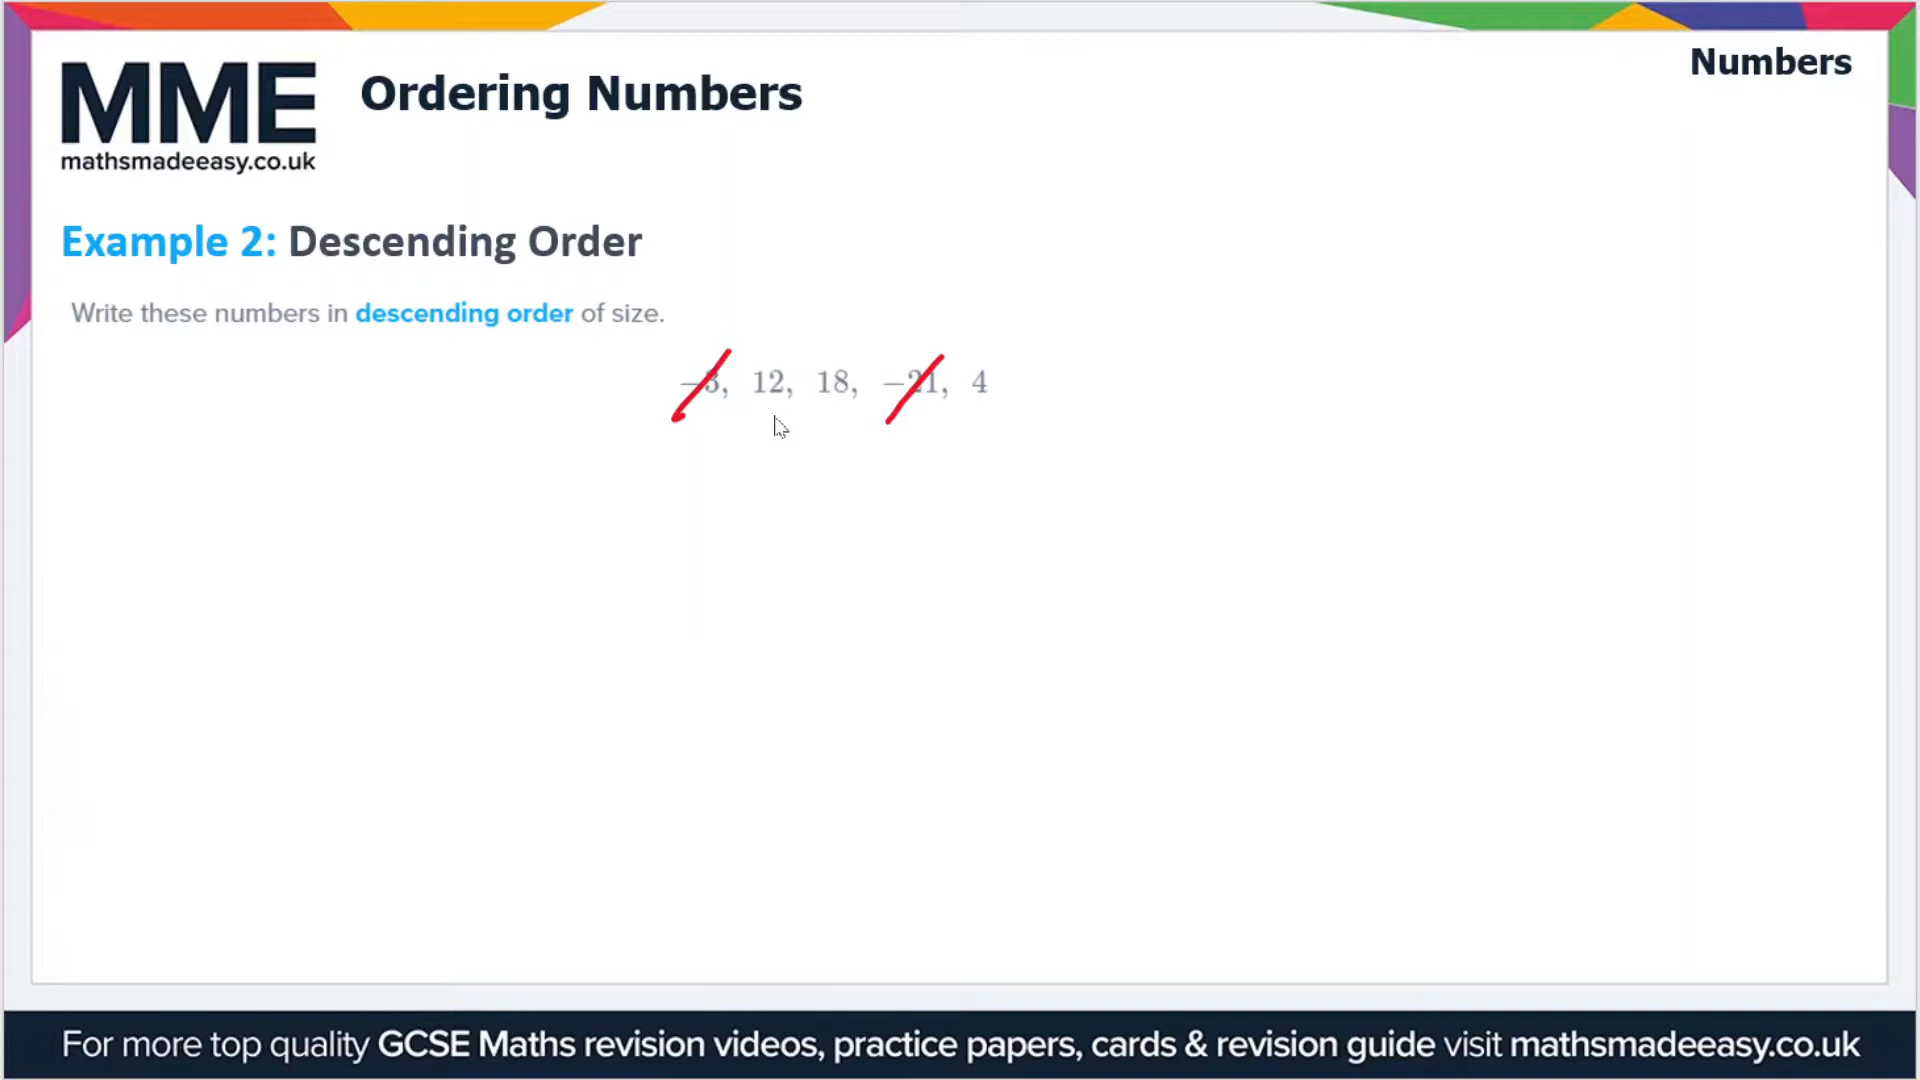 MME
mathsmadeeasy.co.uk
Ordering Numbers
Numbers
Example 2: Descending Order
Write these numbers in descending order of size.
−3, 12, 18, −21, 4
For more top quality GCSE Maths revision videos, practice papers, cards & revision guide visit mathsmadeeasy.co.uk